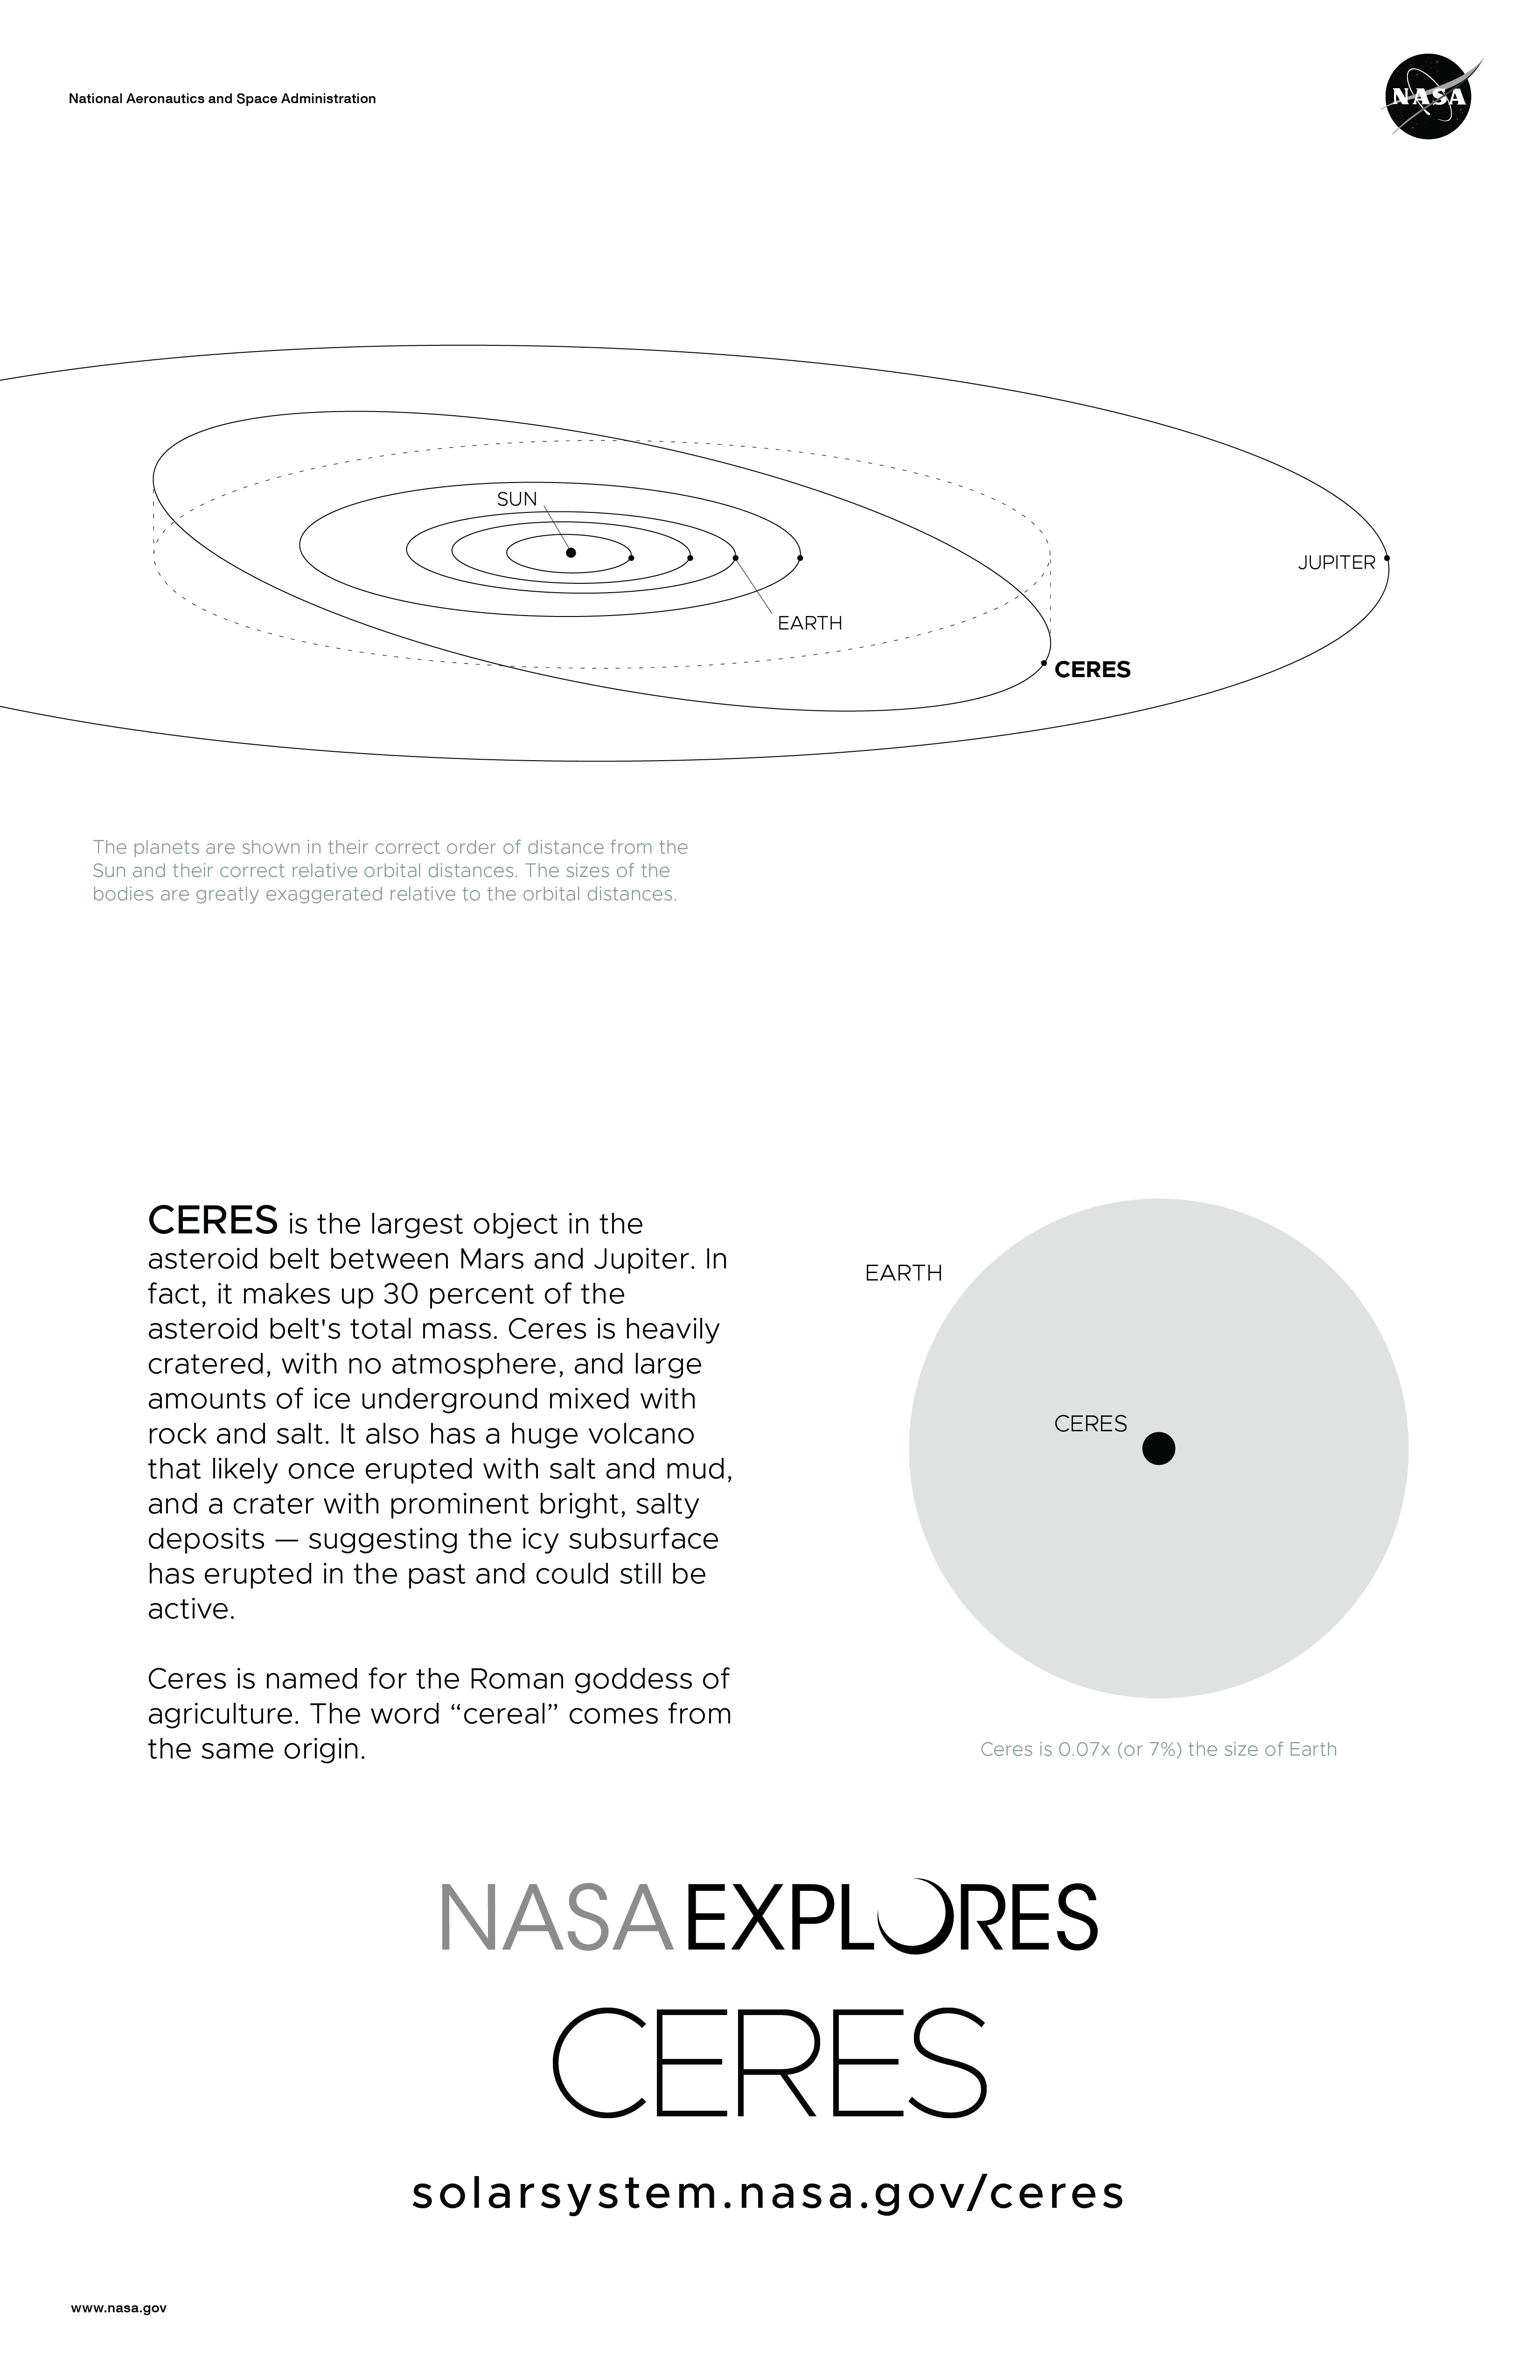 National Aeronautics and Space Administration
NASA
SUN
JUPITER
EARTH
CERES
The planets are shown in their correct order of distance from the
Sun and their correct relative orbital distances. The sizes of the
bodies are greatly exaggerated relative to the orbital distances.
CERES is the largest object in the
asteroid belt between Mars and Jupiter. In
fact, it makes up 30 percent of the
asteroid belt's total mass. Ceres is heavily
cratered, with no atmosphere, and large
amounts of ice underground mixed with
rock and salt. It also has a huge volcano
that likely once erupted with salt and mud,
and a crater with prominent bright, salty
deposits — suggesting the icy subsurface
has erupted in the past and could still be
active.
Ceres is named for the Roman goddess of
agriculture. The word “cereal” comes from
the same origin.
EARTH
CERES
Ceres is 0.07x (or 7%) the size of Earth
NASA EXPLORES
CERES
solarsystem.nasa.gov/ceres
www.nasa.gov